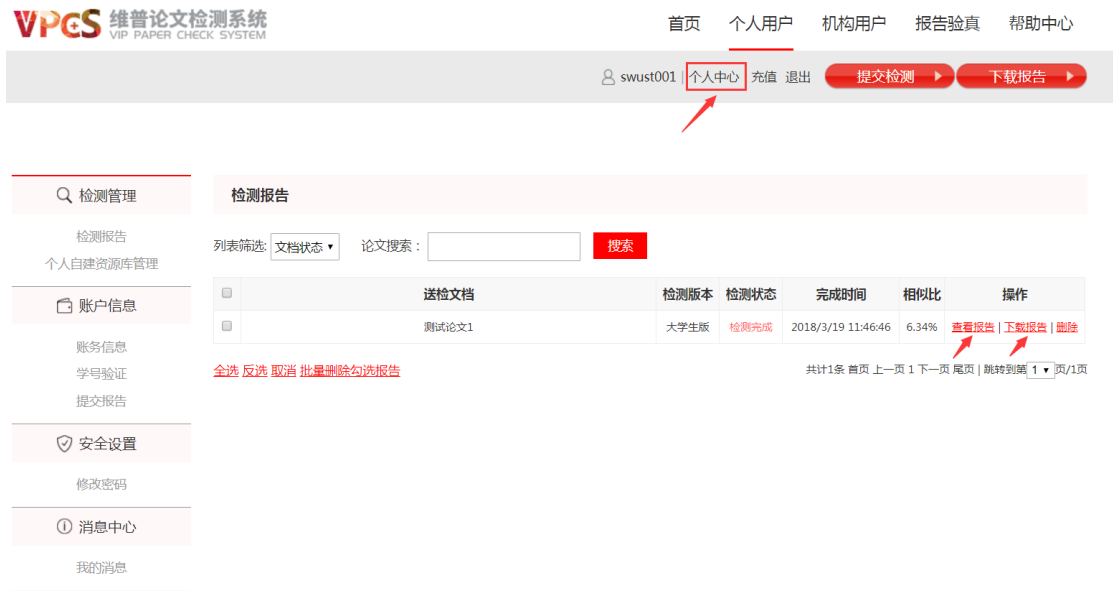 VPCS 维普论文检测系统
VIP PAPER CHECK SYSTEM
首页 个人用户 机构用户 报告验真 帮助中心
swust001 | 个人中心 充值 退出 提交检测 下载报告
检测管理
检测报告
个人自建资源库管理
账户信息
账务信息
学号验证
提交报告
安全设置
修改密码
消息中心
我的消息
检测报告
列表筛选: 文档状态 论文搜索： 搜索
送检文档 检测版本 检测状态 完成时间 相似比 操作
测试论文1 大学生版 检测完成 2018/3/19 11:46:46 6.34% 查看报告 | 下载报告 | 删除
全选 反选 取消 批量删除勾选报告 共计1条 首页 上一页 1 下一页 尾页 | 跳转到第 1 页/1页